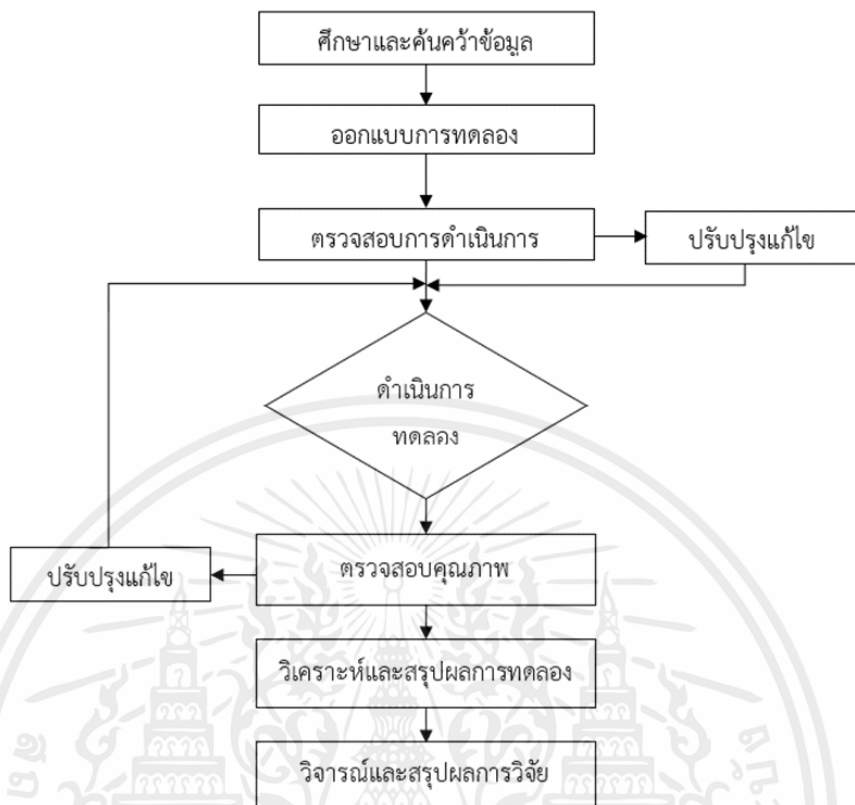 ศึกษาและค้นคว้าข้อมูล
ออกแบบการทดลอง
ตรวจสอบการดำเนินการ
ปรับปรุงแก้ไข
ดำเนินการ
ทดลอง
ตรวจสอบคุณภาพ
ปรับปรุงแก้ไข
วิเคราะห์และสรุปผลการทดลอง
วิจารณ์และสรุปผลการวิจัย